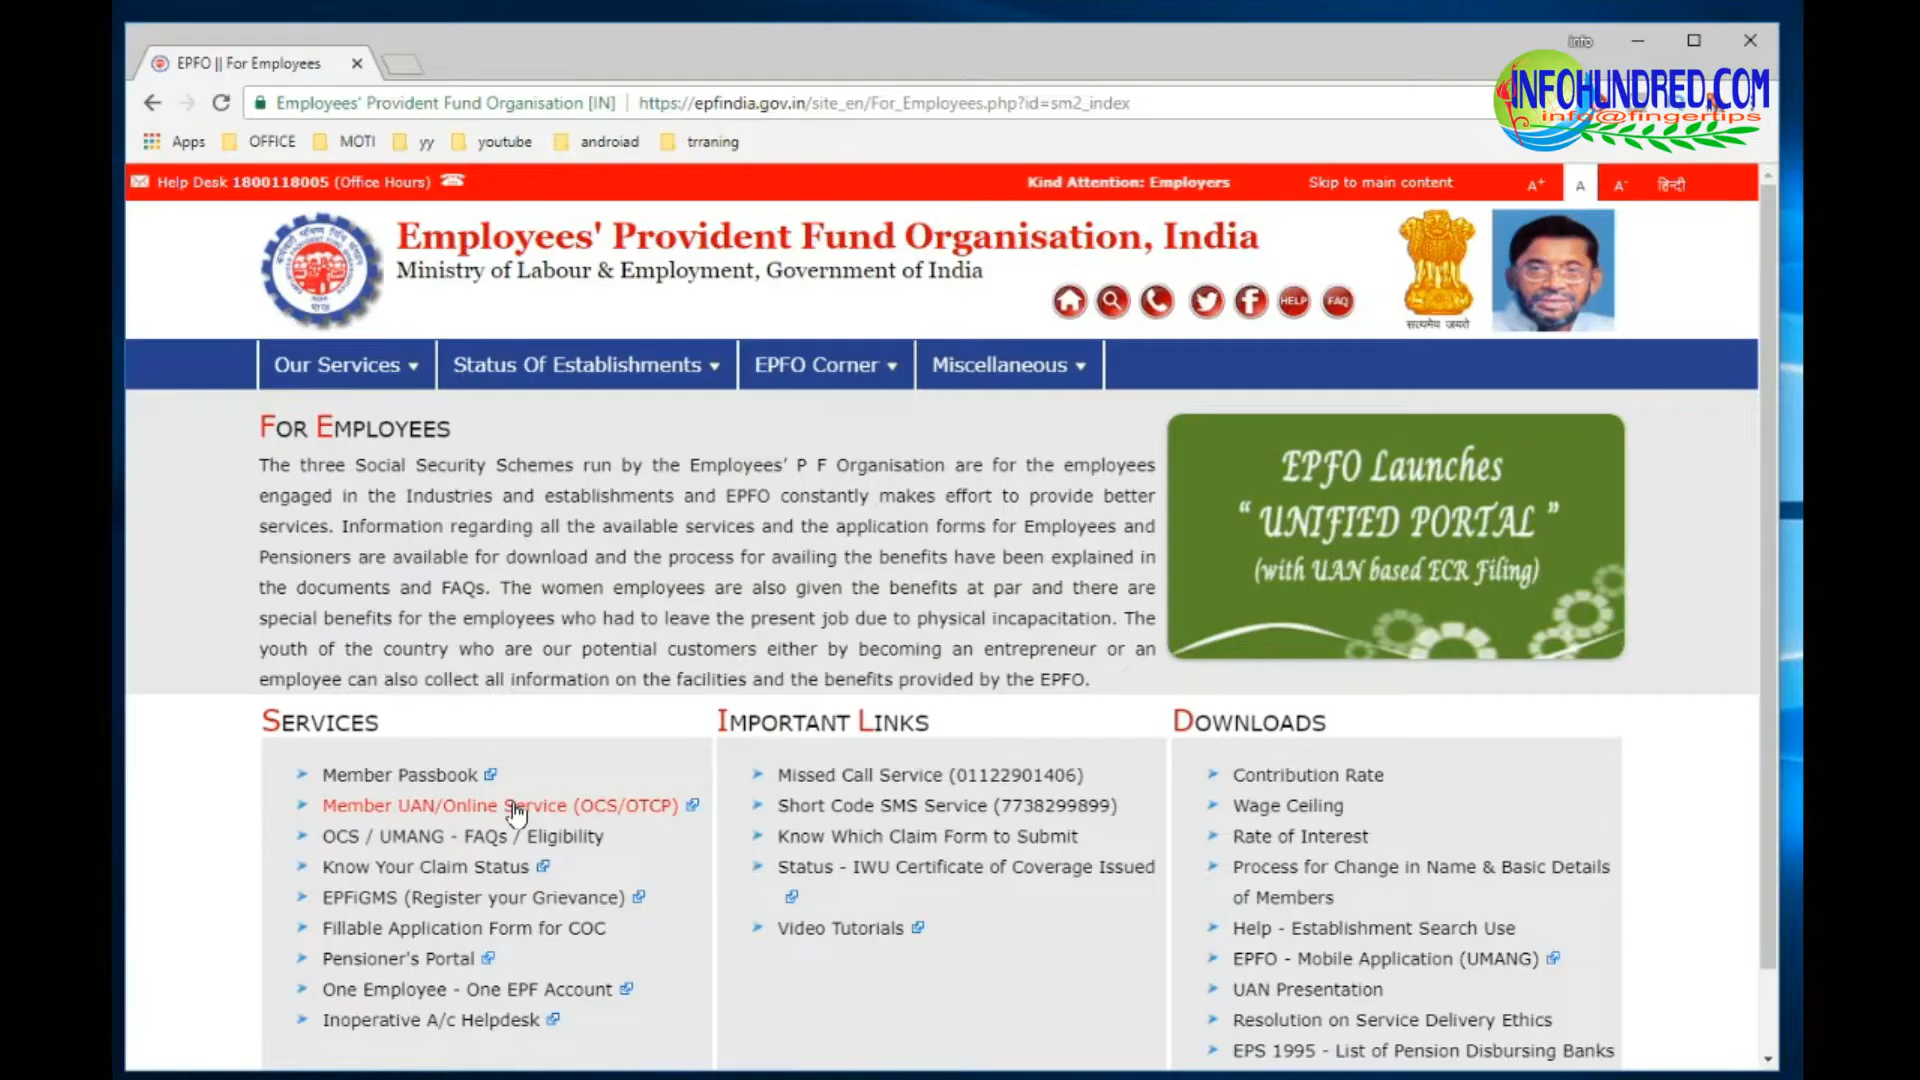 info
EPFO || For Employees
INFOHUNDRED.COM
info@fingertips
Employees' Provident Fund Organisation [IN] | https://epfindia.gov.in/site_en/For_Employees.php?id=sm2_index
Apps OFFICE MOTI yy youtube androiad trraning
Help Desk 1800118005 (Office Hours) Kind Attention: Employers Skip to main content A+ A A- हिन्दी
Employees' Provident Fund Organisation, India
Ministry of Labour & Employment, Government of India
HELP FAQ
सत्यमेव जयते
Our Services Status Of Establishments EPFO Corner Miscellaneous
FOR EMPLOYEES
The three Social Security Schemes run by the Employees’ P F Organisation are for the employees
engaged in the Industries and establishments and EPFO constantly makes effort to provide better
services. Information regarding all the available services and the application forms for Employees and
Pensioners are available for download and the process for availing the benefits have been explained in
the documents and FAQs. The women employees are also given the benefits at par and there are
special benefits for the employees who had to leave the present job due to physical incapacitation. The
youth of the country who are our potential customers either by becoming an entrepreneur or an
employee can also collect all information on the facilities and the benefits provided by the EPFO.
EPFO Launches
“ UNIFIED PORTAL ”
(with UAN based ECR Filing)
SERVICES
Member Passbook
Member UAN/Online Service (OCS/OTCP)
OCS / UMANG - FAQs / Eligibility
Know Your Claim Status
EPFiGMS (Register your Grievance)
Fillable Application Form for COC
Pensioner's Portal
One Employee - One EPF Account
Inoperative A/c Helpdesk
IMPORTANT LINKS
Missed Call Service (01122901406)
Short Code SMS Service (7738299899)
Know Which Claim Form to Submit
Status - IWU Certificate of Coverage Issued
Video Tutorials
DOWNLOADS
Contribution Rate
Wage Ceiling
Rate of Interest
Process for Change in Name & Basic Details
of Members
Help - Establishment Search Use
EPFO - Mobile Application (UMANG)
UAN Presentation
Resolution on Service Delivery Ethics
EPS 1995 - List of Pension Disbursing Banks